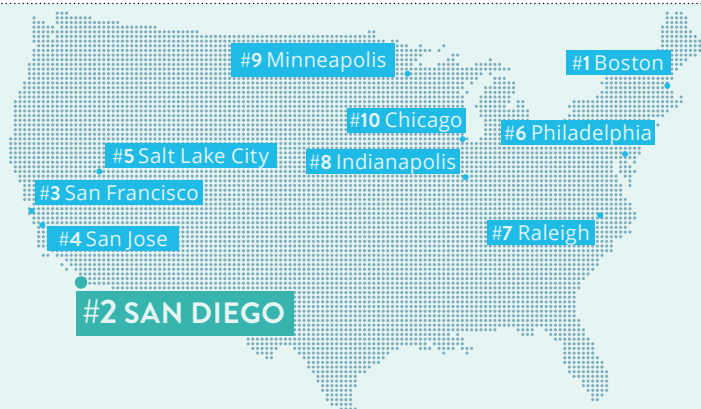 #9 Minneapolis
#1 Boston
#10 Chicago
#6 Philadelphia
#5 Salt Lake City
#8 Indianapolis
#3 San Francisco
#7 Raleigh
#4 San Jose
#2 SAN DIEGO